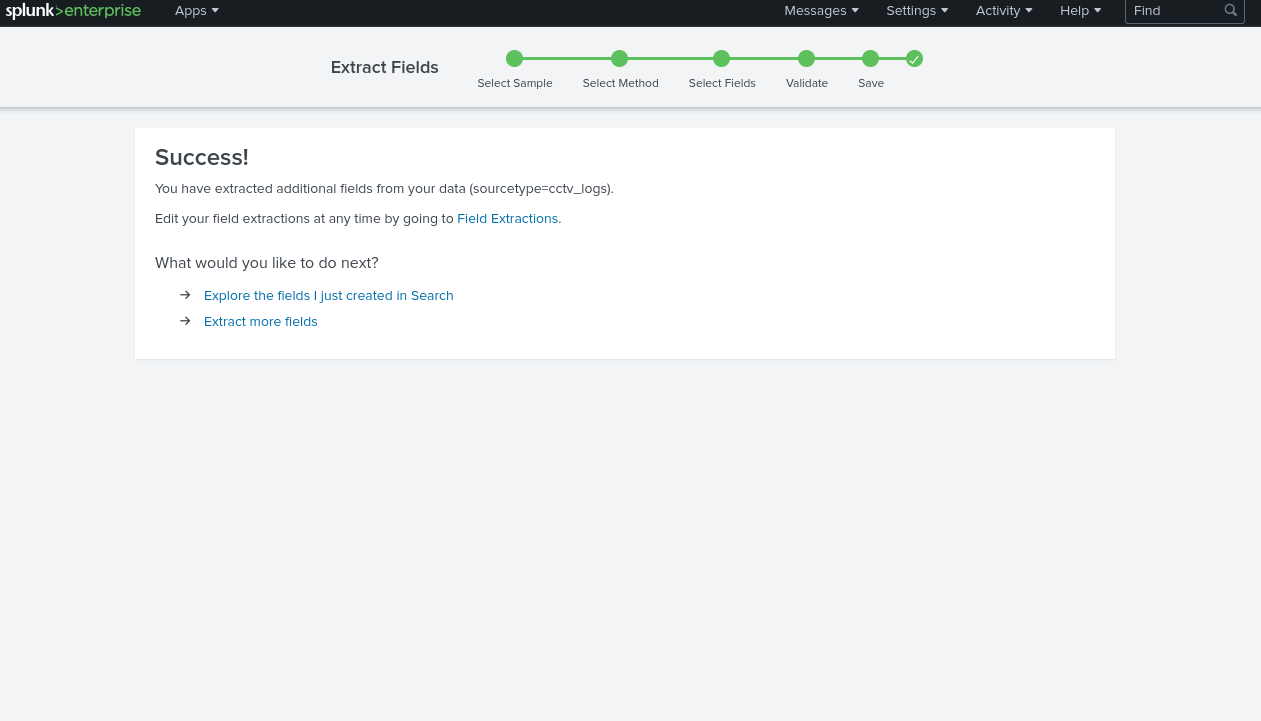 splunk>enterprise Apps Messages Settings Activity Help Find
Extract Fields
Select Sample Select Method Select Fields Validate Save
Success!
You have extracted additional fields from your data (sourcetype=cctv_logs).
Edit your field extractions at any time by going to Field Extractions.
What would you like to do next?
→ Explore the fields I just created in Search
→ Extract more fields